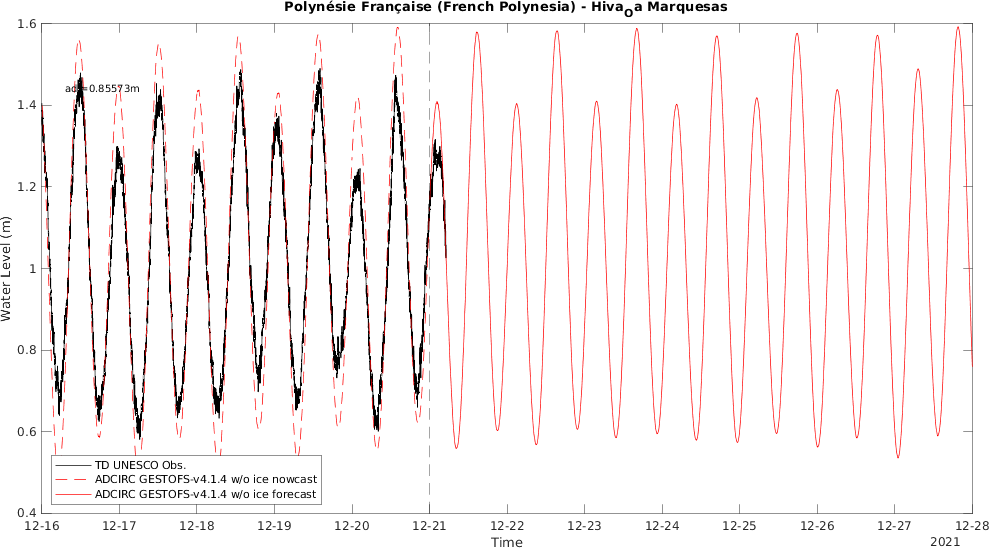 Polynésie Française (French Polynesia) - Hiva_Oa Marquesas
1.6
1.4
1.2
1
0.8
0.6
0.4
Water Level (m)
=0.85573m
TD UNESCO Obs.
ADCIRC GESTOFS-v4.1.4 w/o ice nowcast
ADCIRC GESTOFS-v4.1.4 w/o ice forecast
12-16 12-17 12-18 12-19 12-20 12-21 12-22 12-23 12-24 12-25 12-26 12-27 12-28
Time
2021